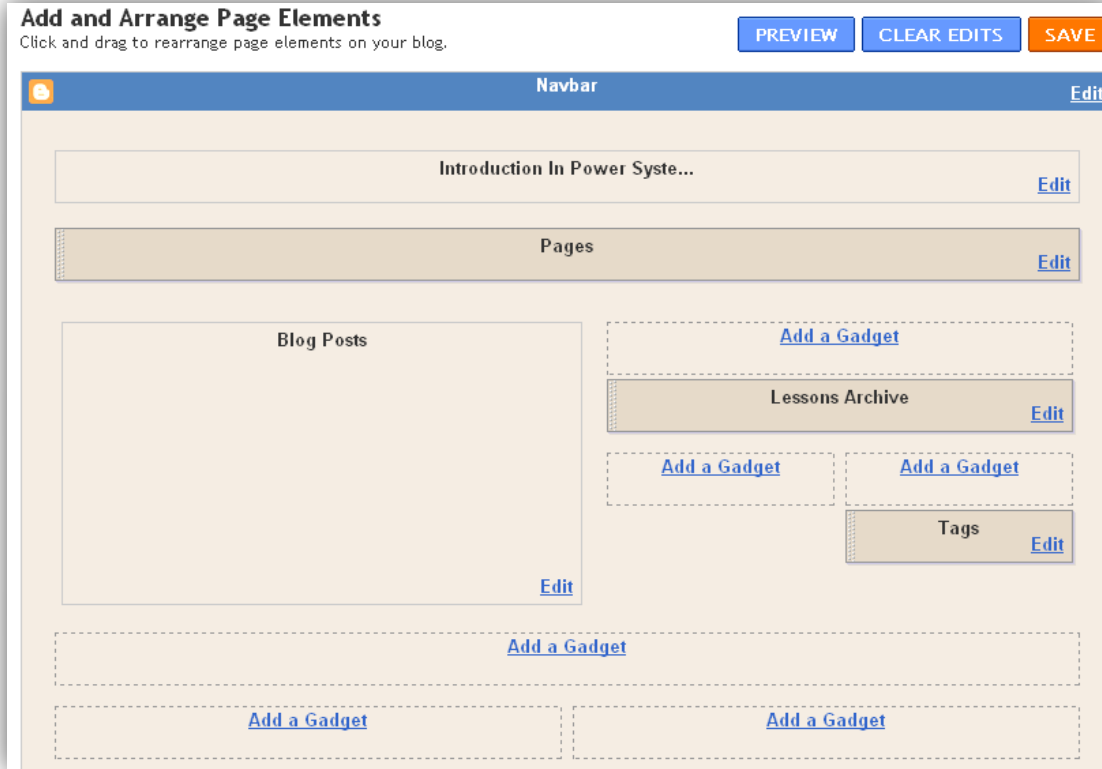 Add and Arrange Page Elements
Click and drag to rearrange page elements on your blog.
PREVIEW
CLEAR EDITS
SAVE
Navbar
Edit
Introduction In Power Syste...
Edit
Pages
Edit
Blog Posts
Edit
Add a Gadget
Lessons Archive
Edit
Add a Gadget
Add a Gadget
Tags
Edit
Add a Gadget
Add a Gadget
Add a Gadget